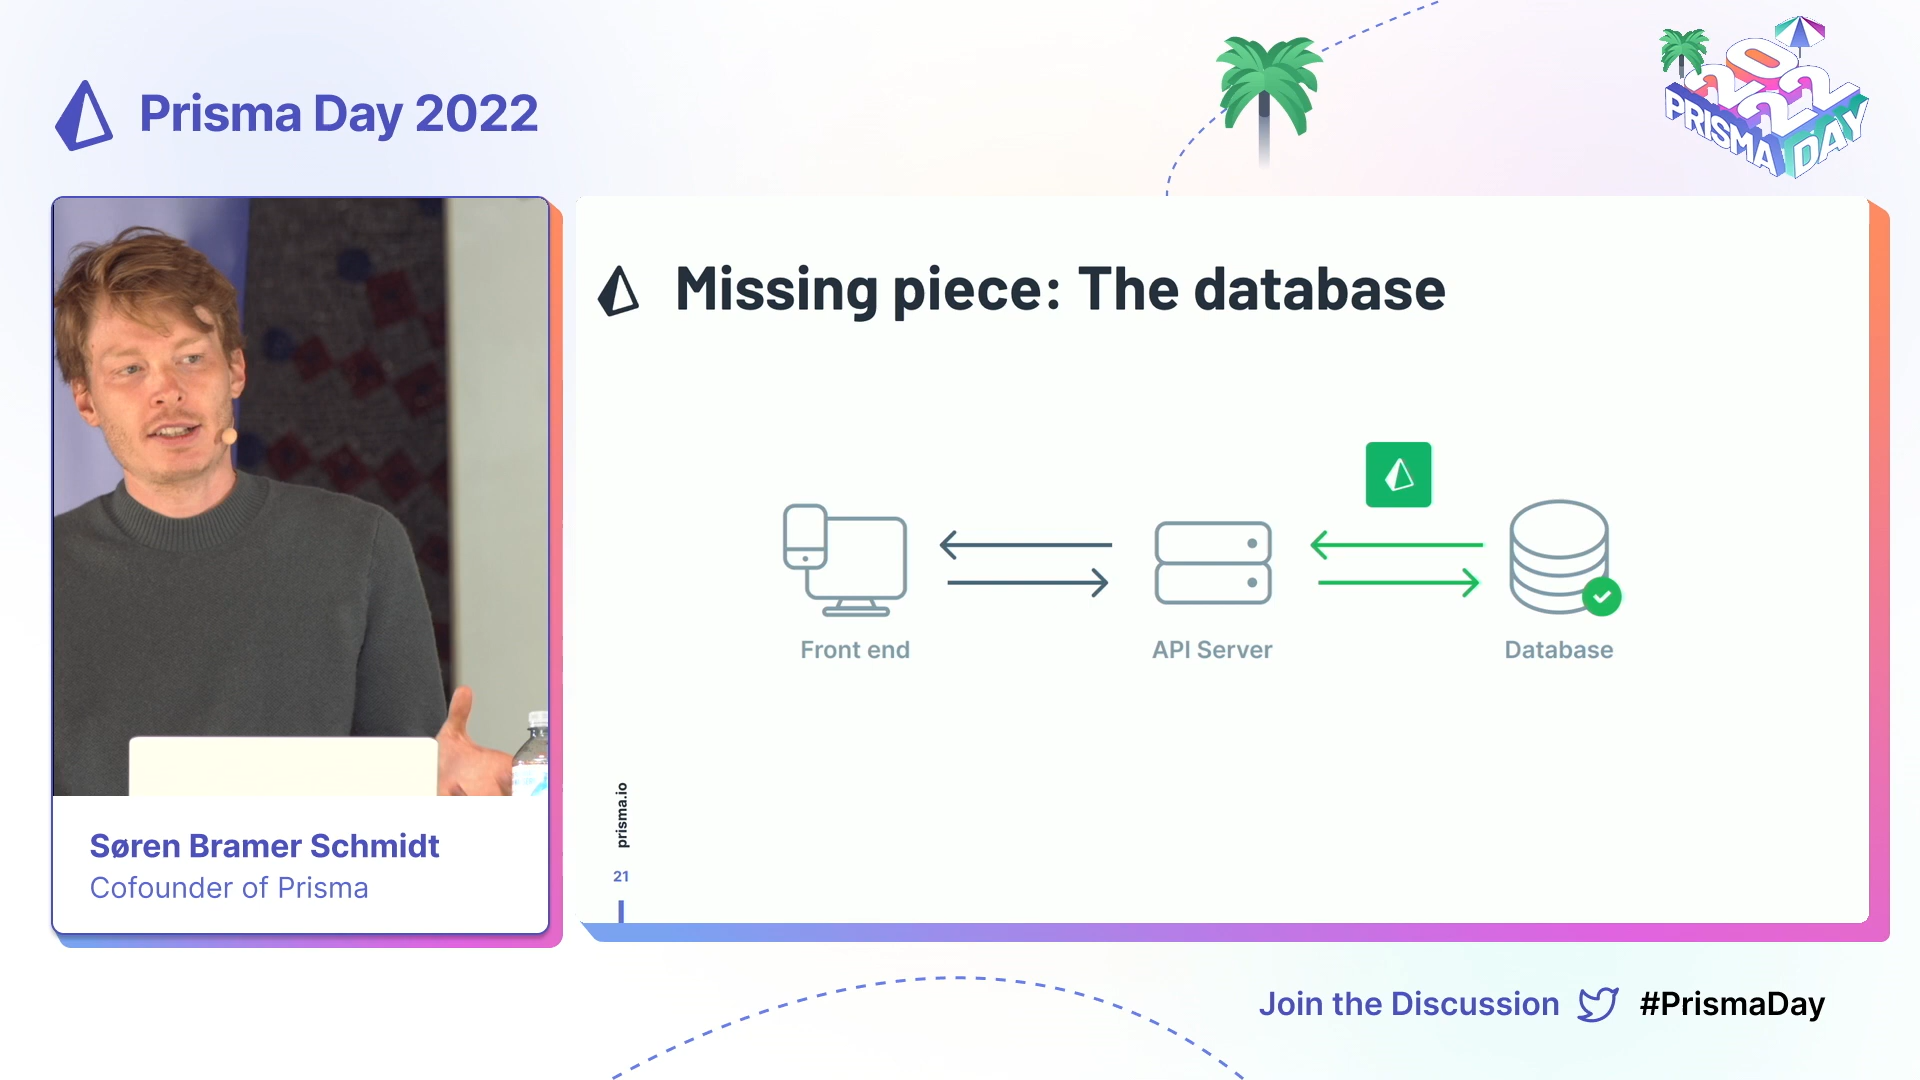 Prisma Day 2022
2022
PRISMA DAY
Søren Bramer Schmidt
Cofounder of Prisma
Missing piece: The database
Front end
API Server
Database
prisma.io
21
Join the Discussion #PrismaDay